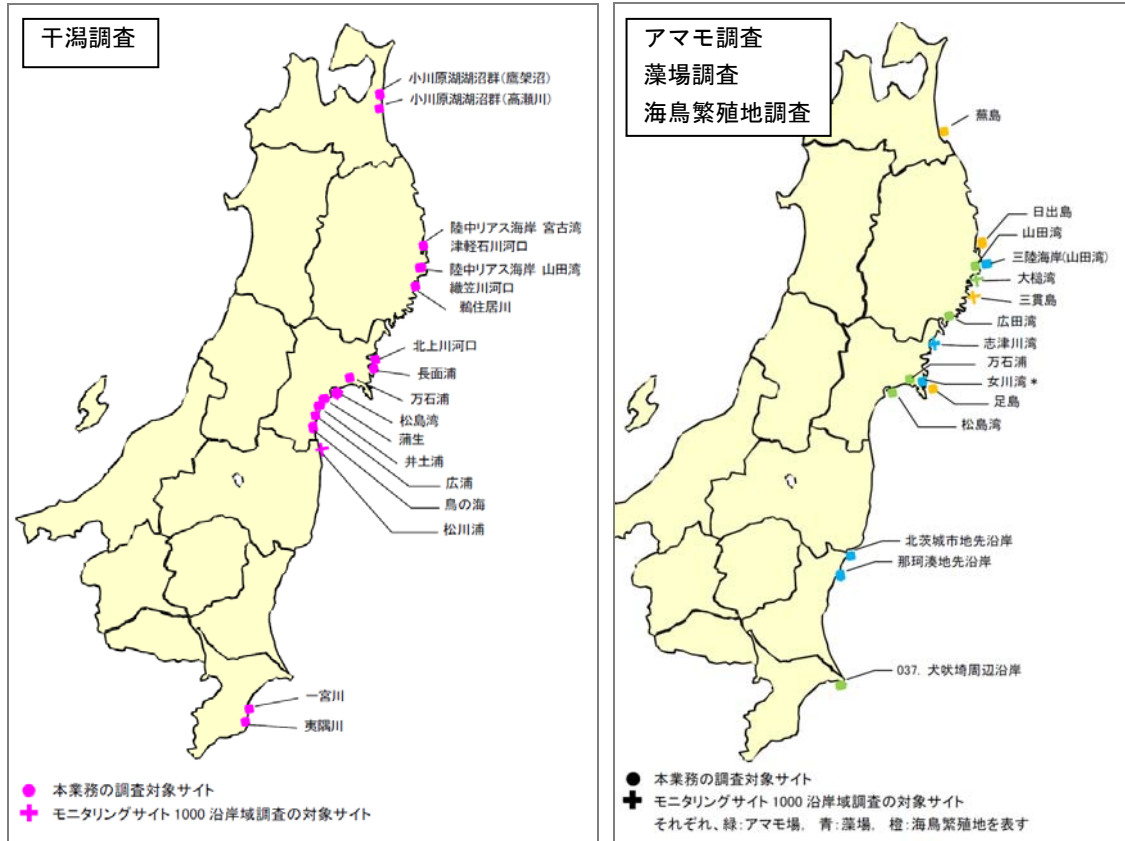 干潟調査
小川原湖湖沼群(鷹架沼)
小川原湖湖沼群(高瀬川)
陸中リアス海岸 宮古湾
津軽石川河口
陸中リアス海岸 山田湾
織笠川河口
鵜住居川
北上川河口
長面浦
万石浦
松島湾
蒲生
井土浦
広浦
鳥の海
松川浦
一宮川
夷隅川
本業務の調査対象サイト
モニタリングサイト1000 沿岸域調査の対象サイト
アマモ調査
藻場調査
海鳥繁殖地調査
蕪島
日出島
山田湾
三陸海岸(山田湾)
大槌湾
三貫島
広田湾
志津川湾
万石浦
女川湾*
足島
松島湾
北茨城市地先沿岸
那珂湊地先沿岸
037. 犬吠埼周辺沿岸
本業務の調査対象サイト
モニタリングサイト1000 沿岸域調査の対象サイト
それぞれ、緑:アマモ場、 青:藻場、 橙:海鳥繁殖地を表す